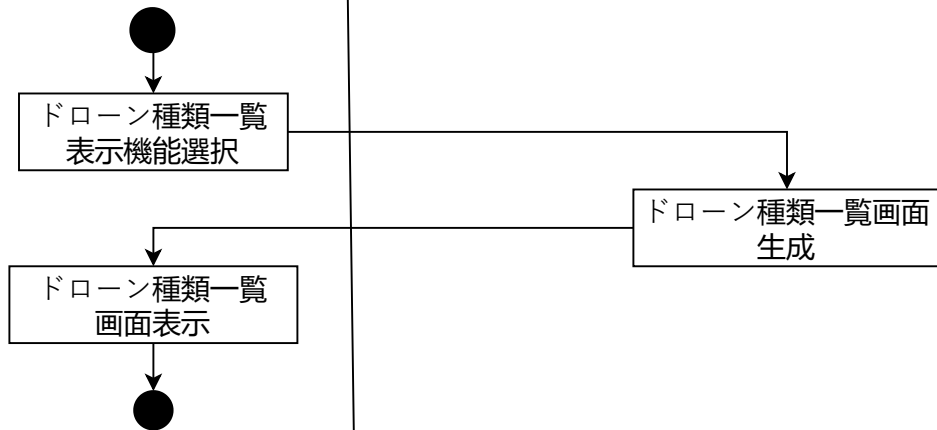 ドローン種類一覧
表示機能選択
ドローン種類一覧画面
生成
ドローン種類一覧
画面表示